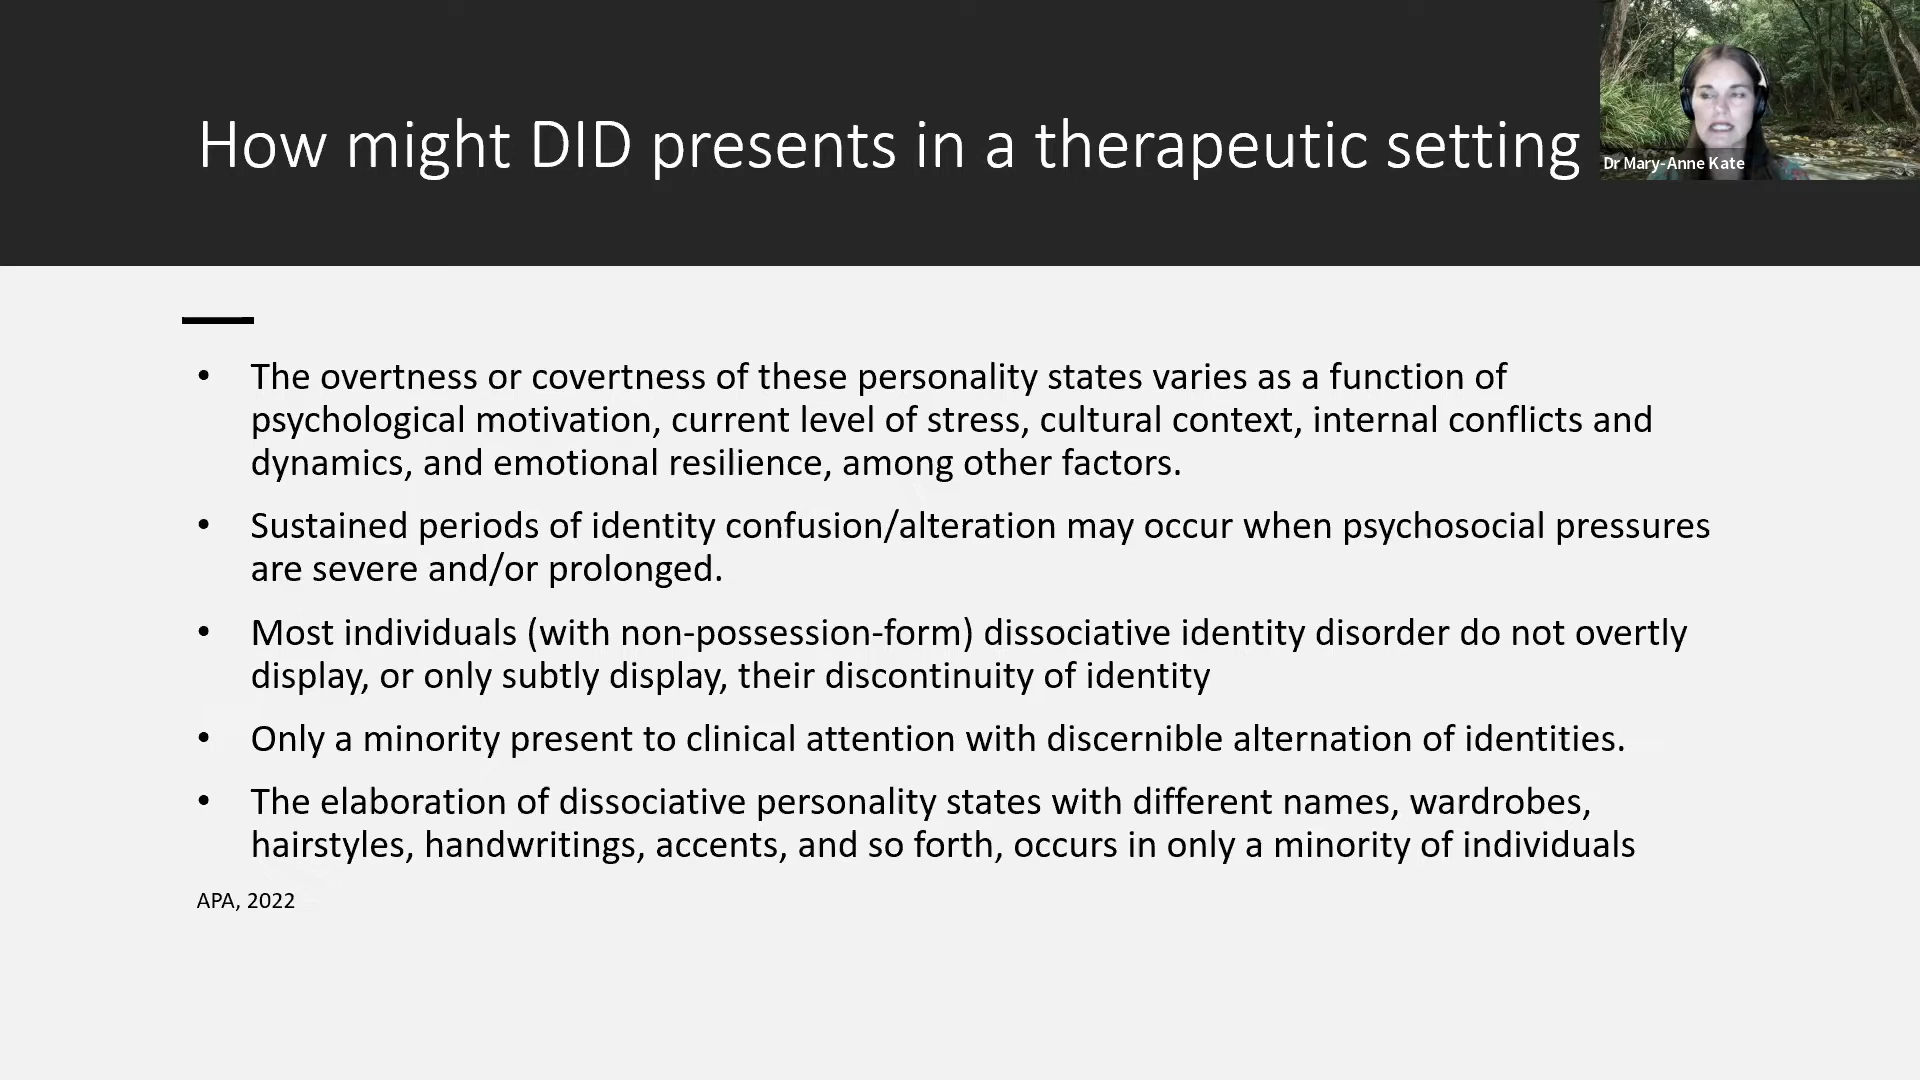 How might DID presents in a therapeutic setting
Dr Mary-Anne Kate
• The overtness or covertness of these personality states varies as a function of
psychological motivation, current level of stress, cultural context, internal conflicts and
dynamics, and emotional resilience, among other factors.
• Sustained periods of identity confusion/alteration may occur when psychosocial pressures
are severe and/or prolonged.
• Most individuals (with non-possession-form) dissociative identity disorder do not overtly
display, or only subtly display, their discontinuity of identity
• Only a minority present to clinical attention with discernible alternation of identities.
• The elaboration of dissociative personality states with different names, wardrobes,
hairstyles, handwritings, accents, and so forth, occurs in only a minority of individuals
APA, 2022